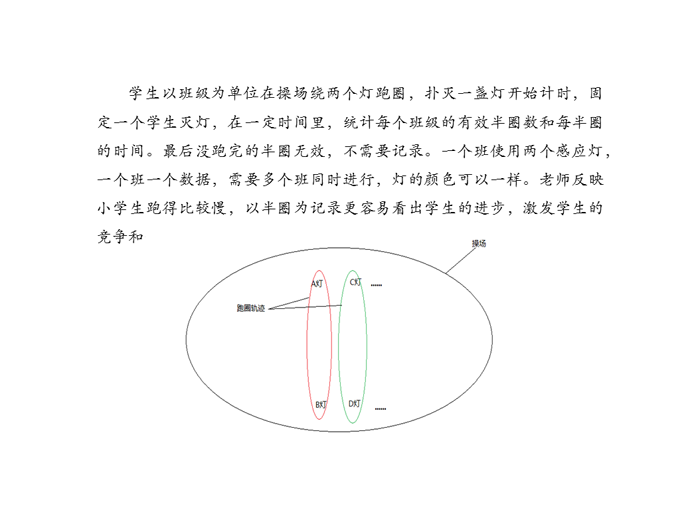 学生以班级为单位在操场绕两个灯跑圈，扑灭一盏灯开始计时，固
定一个学生灭灯，在一定时间里，统计每个班级的有效半圈数和每半圈
的时间。最后没跑完的半圈无效，不需要记录。一个班使用两个感应灯，
一个班一个数据，需要多个班同时进行，灯的颜色可以一样。老师反映
小学生跑得比较慢，以半圈为记录更容易看出学生的进步，激发学生的
竞争和
操场
A灯
C灯
......
跑圈轨迹
B灯
D灯
......